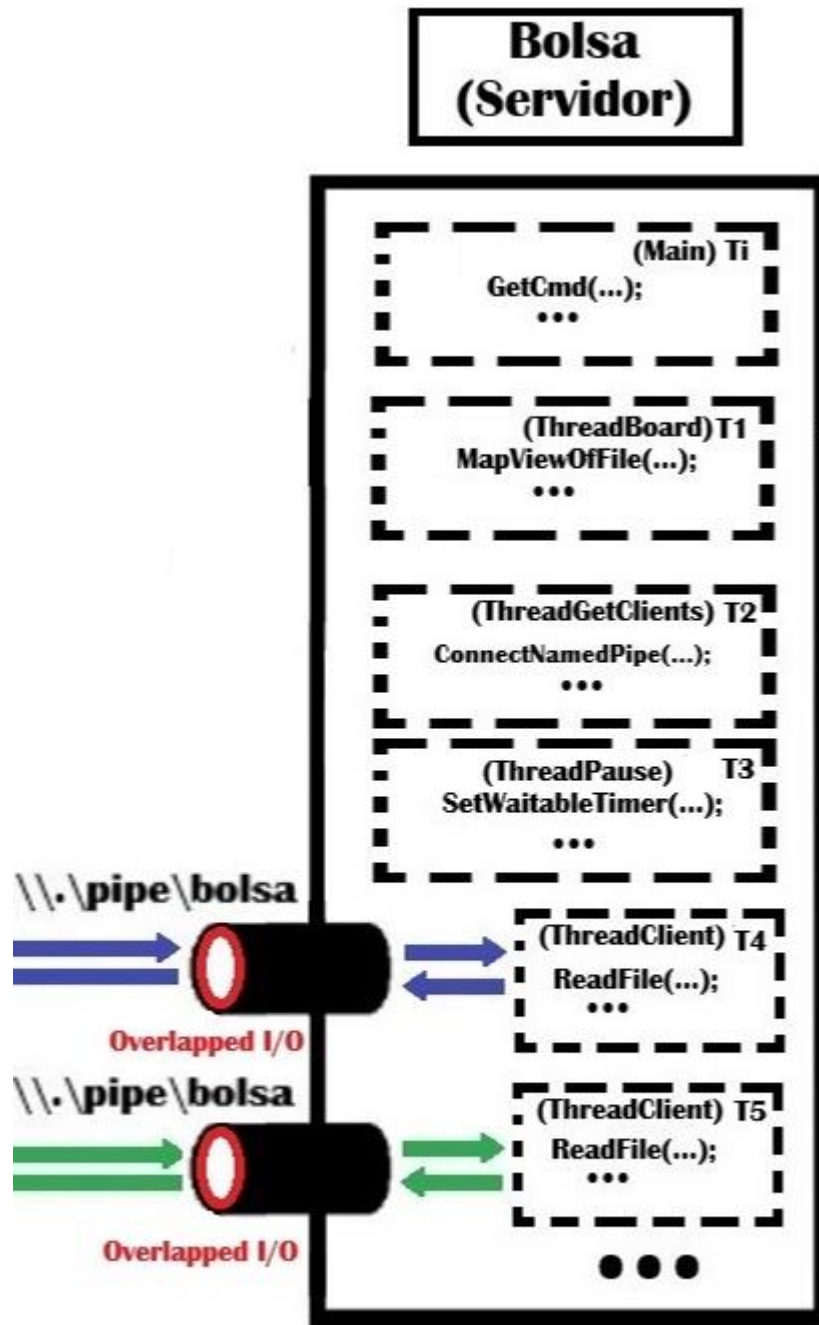 Bolsa
(Servidor)
(Main) Ti
GetCmd(...);
...
(ThreadBoard) T1
MapViewOfFile(...);
...
(ThreadGetClients) T2
ConnectNamedPipe(...);
...
(ThreadPause) T3
SetWaitableTimer(...);
...
\\.\pipe\bolsa
(ThreadClient) T4
ReadFile(...);
...
Overlapped I/O
\\.\pipe\bolsa
(ThreadClient) T5
ReadFile(...);
...
Overlapped I/O
...